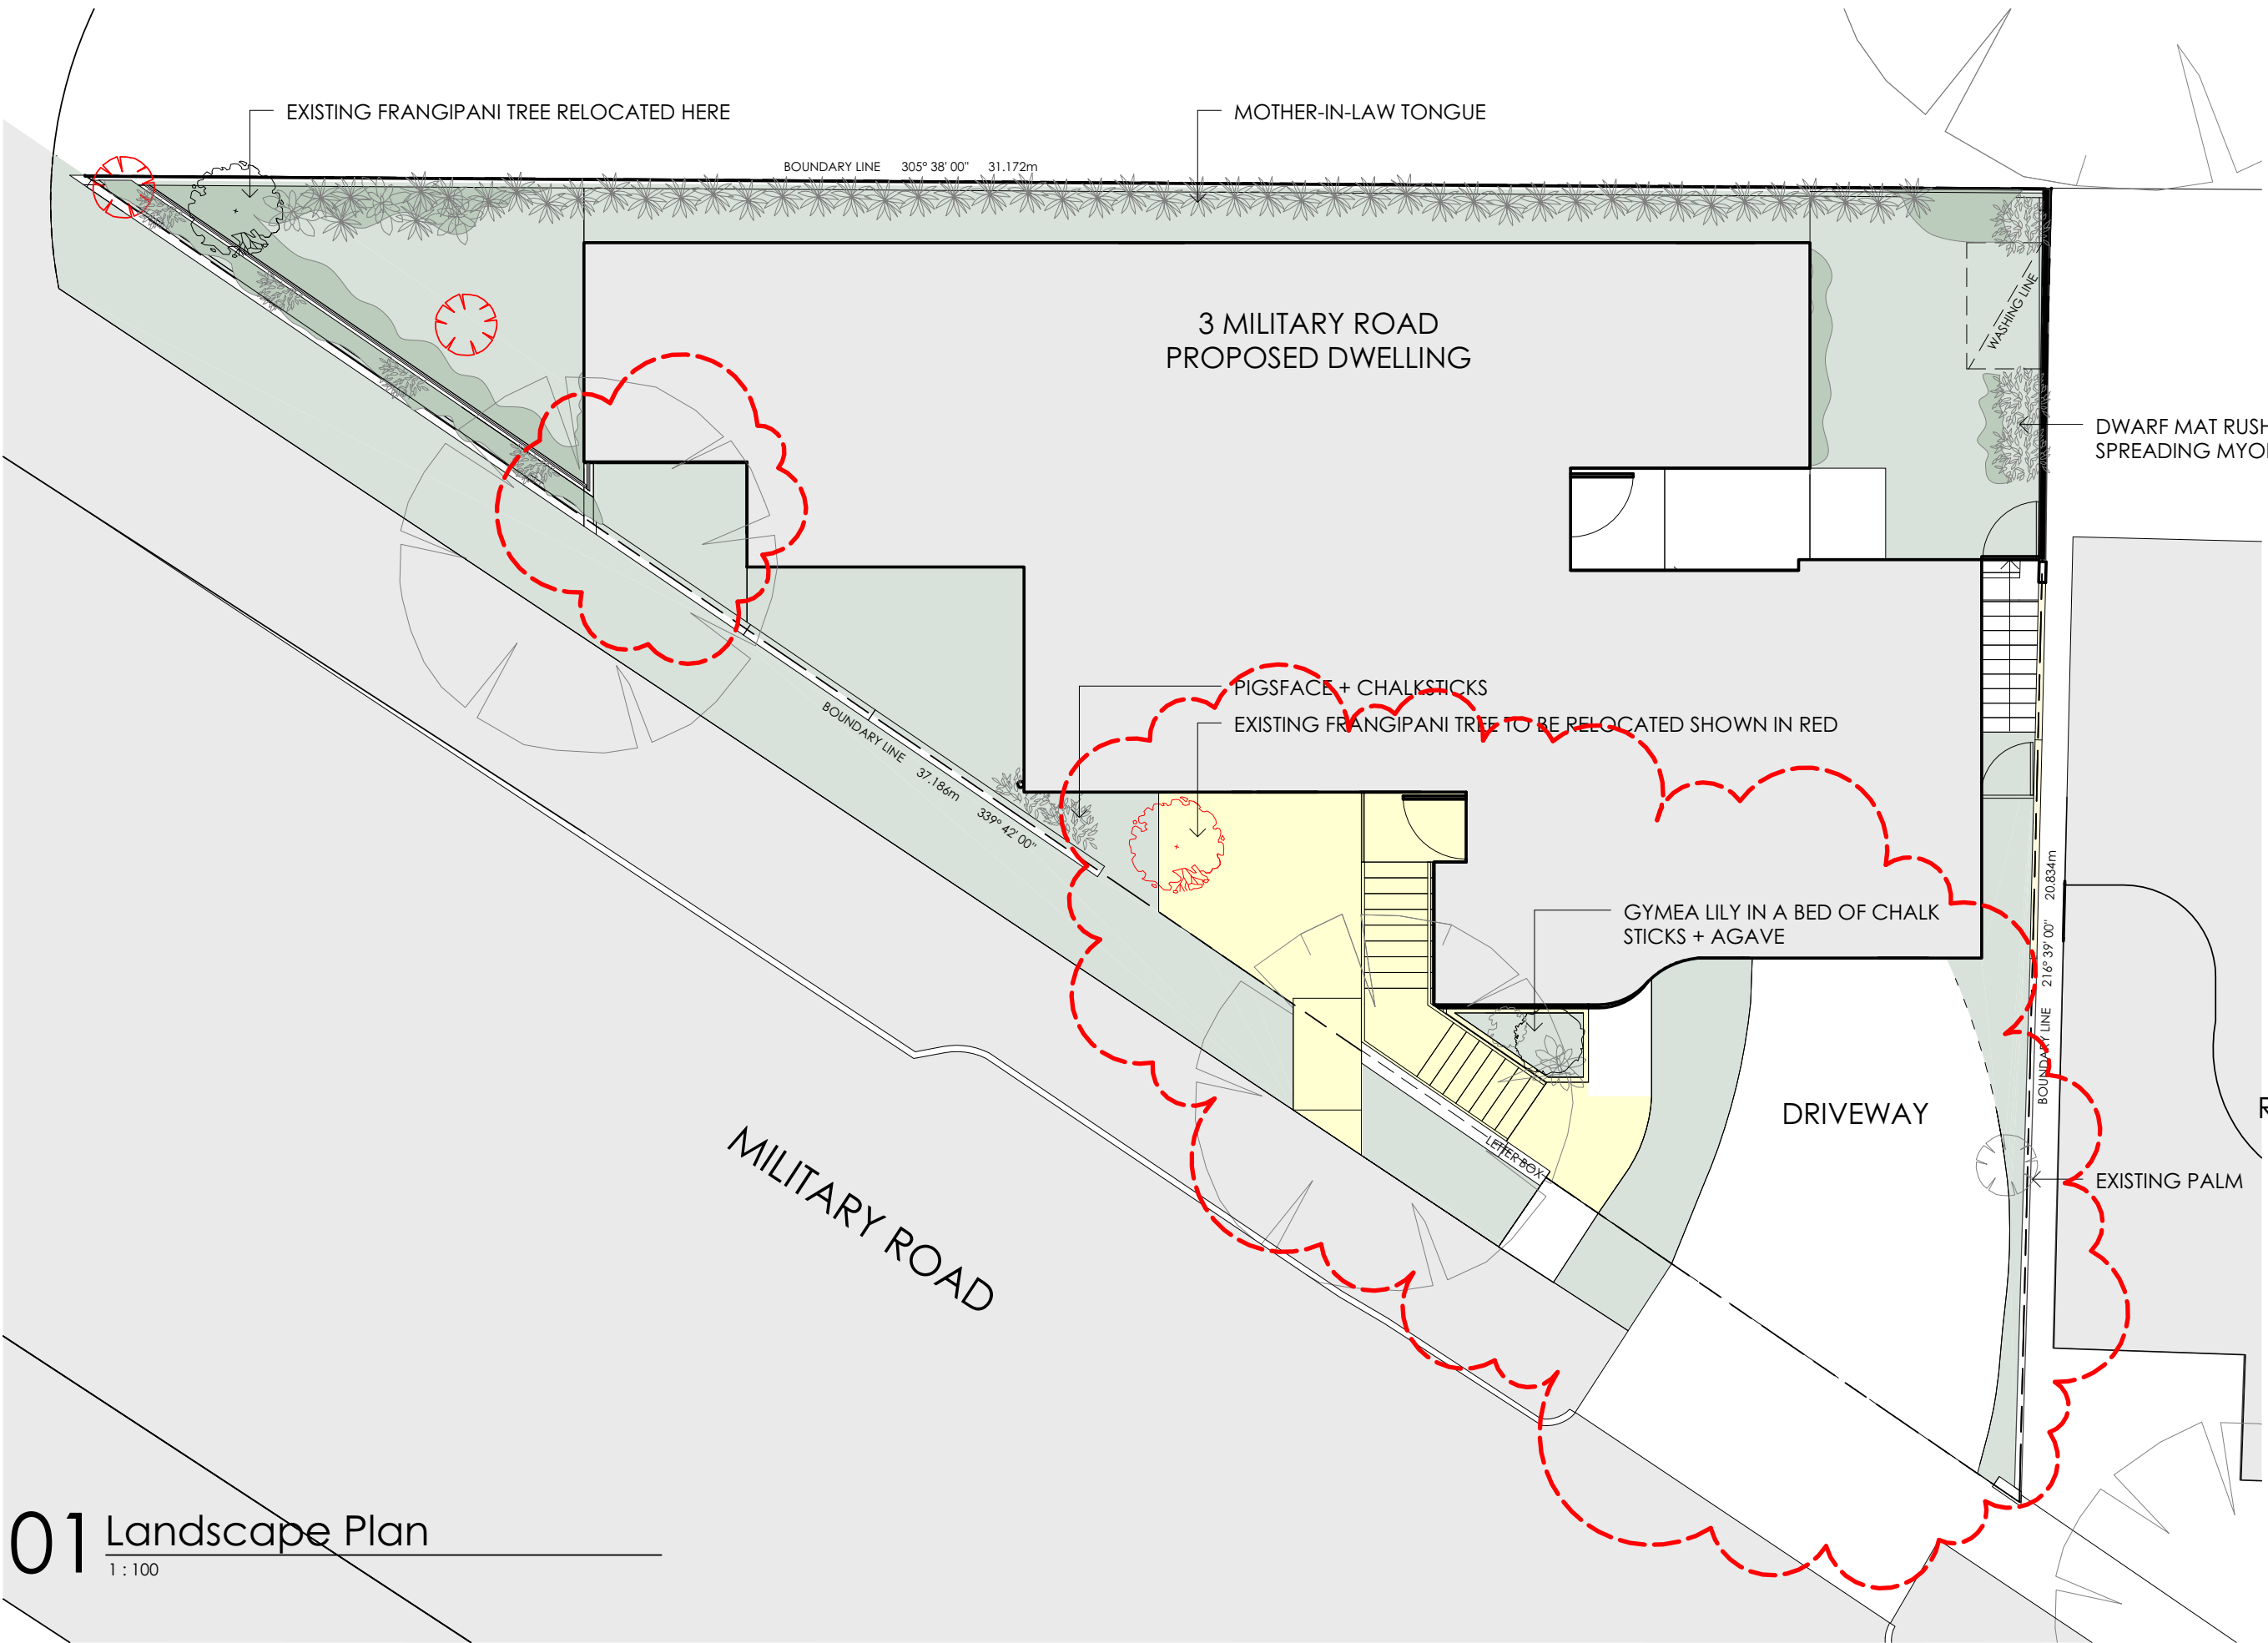 EXISTING FRANGIPANI TREE RELOCATED HERE
MOTHER-IN-LAW TONGUE
BOUNDARY LINE 305° 38' 00" 31.172m
3 MILITARY ROAD
PROPOSED DWELLING
WASHING LINE
DWARF MAT RUSH
SPREADING
PIGSFACE + CHALKSTICKS
EXISTING FRANGIPANI TREE TO BE RELOCATED SHOWN IN RED
BOUNDARY LINE 37.186m 339° 42' 00"
GYMEA LILY IN A BED OF CHALK
STICKS + AGAVE
BOUNDARY LINE 216° 39' 00" 20.834m
DRIVEWAY
LETTER BOX
EXISTING PALM
MILITARY ROAD
01 Landscape Plan
1 : 100